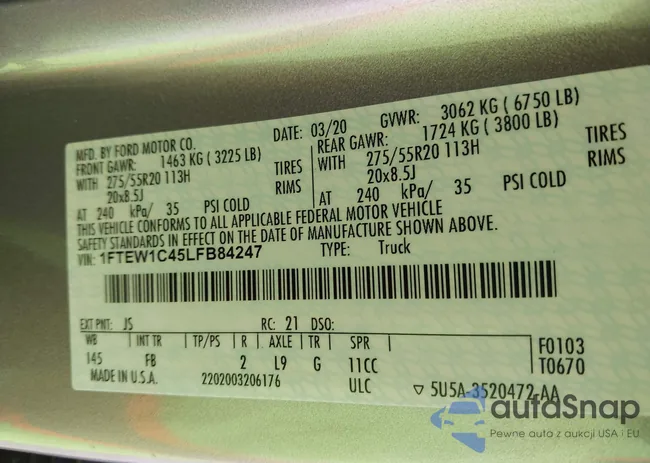 MFD. BY FORD MOTOR CO. DATE: 03/20 GVWR: 3062 KG ( 6750 LB)
FRONT GAWR: 1463 KG ( 3225 LB) REAR GAWR: 1724 KG ( 3800 LB)
WITH 275/55R20 113H TIRES WITH 275/55R20 113H TIRES
20x8.5J RIMS 20x8.5J RIMS
AT 240 kPa/ 35 PSI COLD AT 240 kPa/ 35 PSI COLD
THIS VEHICLE CONFORMS TO ALL APPLICABLE FEDERAL MOTOR VEHICLE
SAFETY STANDARDS IN EFFECT ON THE DATE OF MANUFACTURE SHOWN ABOVE.
VIN: 1FTEW1C45LFB84247 TYPE: Truck
EXT PNT: JS RC: 21 DSO:
WB INT TR TP/PS R AXLE TR SPR F0103
145 FB 2 L9 G 11CC T0670
MADE IN U.S.A. 2202003206176 ULC ▽ 5U5A-3520472-AA
autaSnap
Pewne auto z aukcji USA i EU